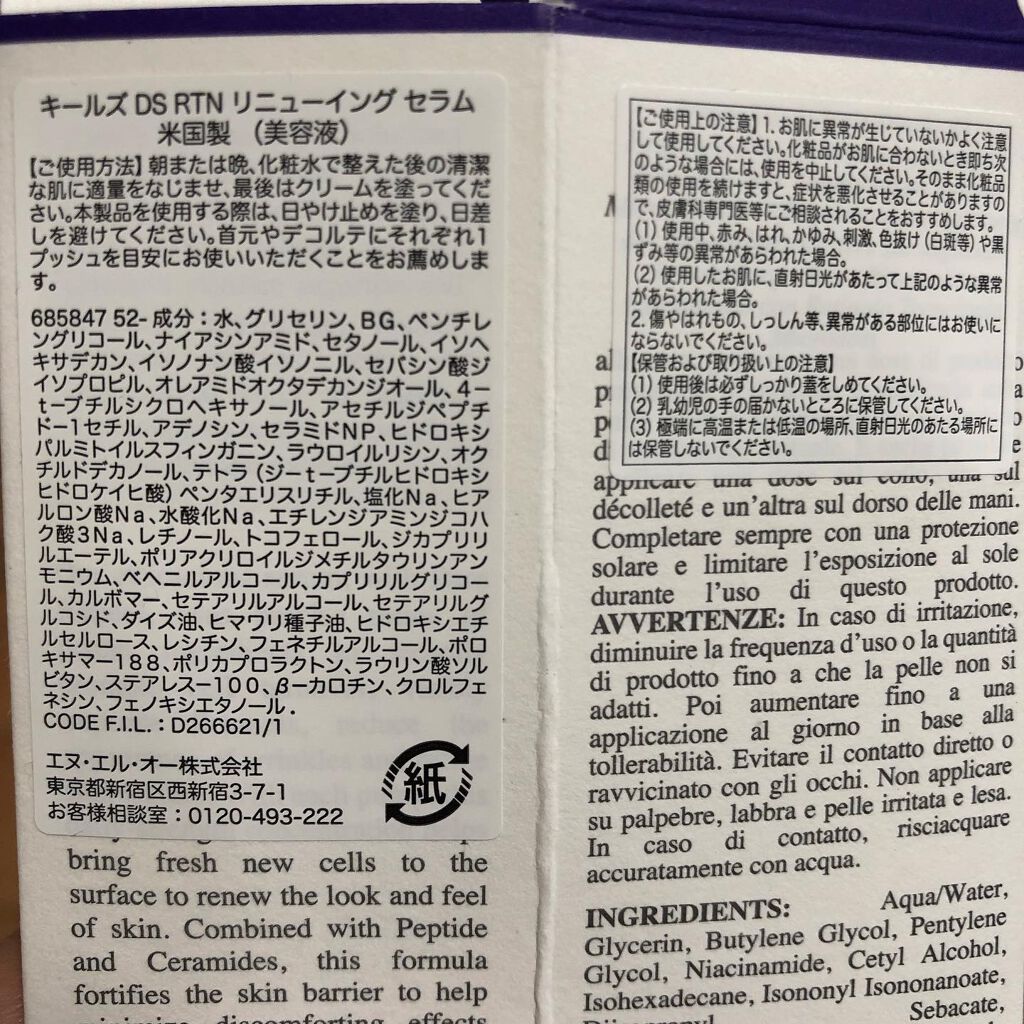 キールズ DS RTN リニューイング セラム
米国製 （美容液）
【ご使用方法】朝または晩、化粧水で整えた後の清潔
な肌に適量をなじませ、最後はクリームを塗ってくだ
さい。本製品を使用する際は、日やけ止めを塗り、日差
しを避けてください。首元やデコルテにそれぞれ1
プッシュを目安にお使いいただくことをお薦めしま
す。
685847 52- 成分：水、グリセリン、BG、ペンチレ
ングリコール、ナイアシンアミド、セタノール、イソヘ
キサデカン、イソノナン酸イソノニル、セバシン酸ジ
イソプロピル、オレアミドオクタデカンジオール、4－
t－ブチルシクロヘキサノール、アセチルジペプチ
ド－1セチル、アデノシン、セラミドNP、ヒドロキシ
パルミトイルスフィンガニン、ラウロイルリシン、オク
チルドデカノール、テトラ（ジーt－ブチルヒドロキシ
ヒドロケイヒ酸）ペンタエリスリチル、塩化Na、ヒア
ルロン酸Na、水酸化Na、エチレンジアミンジコハ
ク酸3Na、レチノール、トコフェロール、ジカプリリ
ルエーテル、ポリアクリロイルジメチルタウリンアン
モニウム、ベヘニルアルコール、カプリリルグリコー
ル、カルボマー、セテアリルアルコール、セテアリルグ
ルコシド、ダイズ油、ヒマワリ種子油、ヒドロキシエチ
ルセルロース、レシチン、フェネチルアルコール、ポロ
キサマー188、ポリカプロラクトン、ラウリン酸ソル
ビタン、ステアレス－100、β－カロチン、クロルフェ
ネシン、フェノキシエタノール．
CODE F.I.L. : D266621/1
エヌ・エル・オー株式会社
東京都新宿区西新宿3-7-1
お客様相談室：0120-493-222
紙
bring fresh new cells to the
surface to renew the look and feel
of skin. Combined with Peptide
and Ceramides, this formula
fortifies the skin barrier to help
minimize discomforting effects
【ご使用上の注意】1. お肌に異常が生じていないかよく注意
して使用してください。化粧品がお肌に合わないとき即ち次
のような場合には、使用を中止してください。そのまま化粧品
類の使用を続けますと、症状を悪化させることがありますの
で、皮膚科専門医等にご相談されることをおすすめします。
(1) 使用中、赤み、はれ、かゆみ、刺激、色抜け（白斑等）や黒
ずみ等の異常があらわれた場合。
(2) 使用したお肌に、直射日光があたって上記のような異常
があらわれた場合。
2. 傷やはれもの、しっしん等、異常がある部位にはお使いに
ならないでください。
【保管および取り扱い上の注意】
(1) 使用後は必ずしっかり蓋をしめてください。
(2) 乳幼児の手の届かないところに保管してください。
(3) 極端に高温または低温の場所、直射日光のあたる場所に
は保管しないでください。
applicare una dose sul collo, una sul
décolleté e un'altra sul dorso delle mani.
Completare sempre con una protezione
solare e limitare l'esposizione al sole
durante l'uso di questo prodotto.
AVVERTENZE: In caso di irritazione,
diminuire la frequenza d'uso o la quantità
di prodotto fino a che la pelle non si
adatti. Poi aumentare fino a una
applicazione al giorno in base alla
tollerabilità. Evitare il contatto diretto o
ravvicinato con gli occhi. Non applicare
su palpebre, labbra e pelle irritata e lesa.
In caso di contatto, risciacquare
accuratamente con acqua.
INGREDIENTS: Aqua/Water,
Glycerin, Butylene Glycol, Pentylene
Glycol, Niacinamide, Cetyl Alcohol,
Isohexadecane, Isononyl Isononanoate,
Diisopropyl Sebacate,